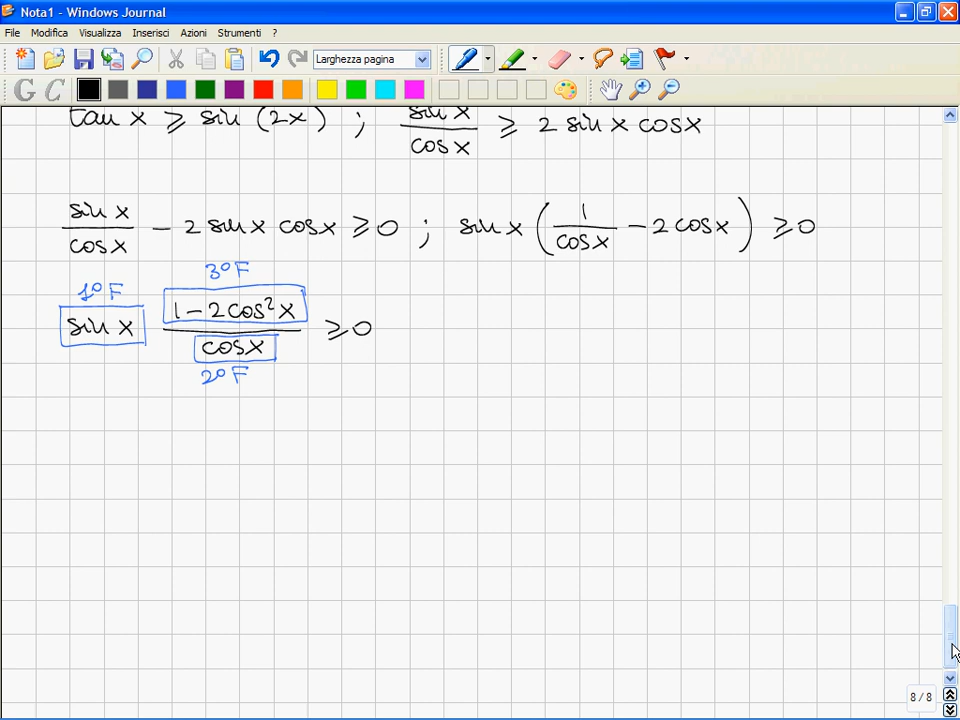 Nota1 - Windows Journal
File Modifica Visualizza Inserisci Azioni Strumenti ?
Larghezza pagina
G C
tan x ⩾ sin (2x) ; sin x / cos x ⩾ 2 sin x cos x
sin x / cos x − 2 sin x cos x ⩾ 0 ; sin x ( 1 / cos x − 2 cos x ) ⩾ 0
1° F 3° F
sin x (1 − 2 cos² x) / cos x ⩾ 0
2° F
8 / 8